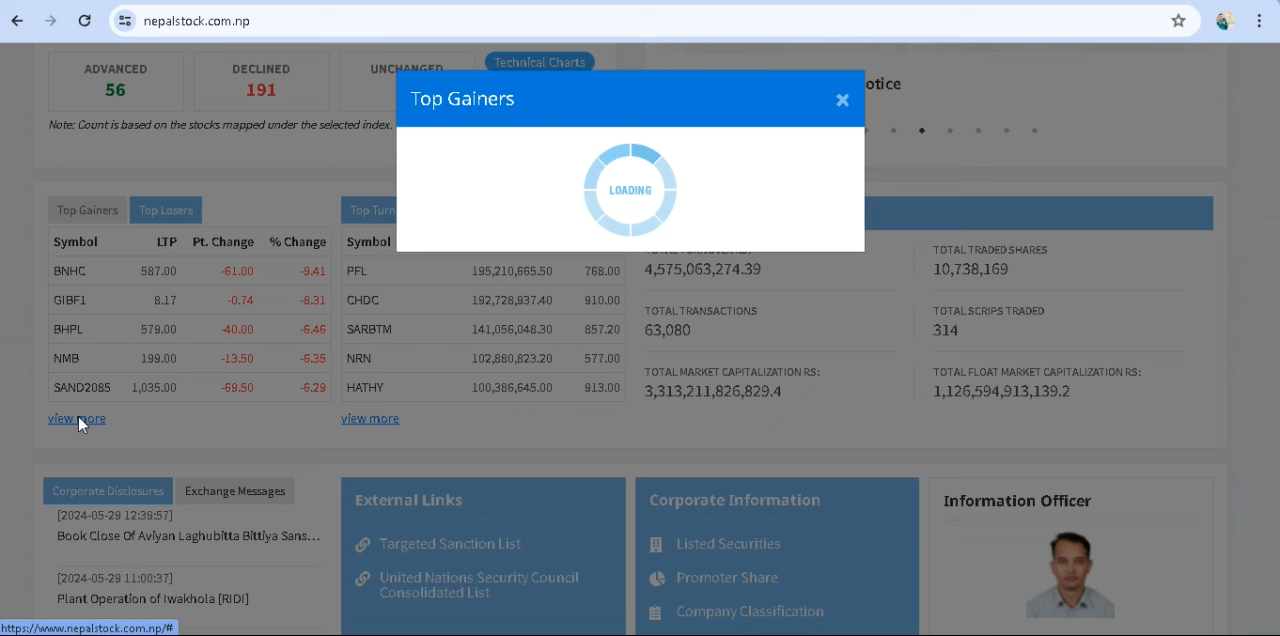 nepalstock.com.np
ADVANCED DECLINED UNCHANGED Technical Charts
56 191
Note: Count is based on the stocks mapped under the selected index.
otice
Top Gainers ×
LOADING
Top Gainers Top Losers
Symbol LTP Pt. Change % Change
BNHC 587.00 -61.00 -9.41
GIBF1 8.17 -0.74 -8.31
BHPL 579.00 -40.00 -6.46
NMB 199.00 -13.50 -6.35
SAND2085 1,035.00 -69.50 -6.29
view more
Top Turn
Symbol
PFL 195,210,665.50 768.00
CHDC 192,728,937.40 910.00
SARBTM 141,056,048.30 857.20
NRN 102,880,823.20 577.00
HATHY 100,386,645.00 913.00
view more
4,575,063,274.39
TOTAL TRADED SHARES
10,738,169
TOTAL TRANSACTIONS
63,080
TOTAL SCRIPS TRADED
314
TOTAL MARKET CAPITALIZATION RS:
3,313,211,826,829.4
TOTAL FLOAT MARKET CAPITALIZATION RS:
1,126,594,913,139.2
Corporate Disclosures Exchange Messages
[2024-05-29 12:39:57]
Book Close Of Aviyan Laghubitta Bittiya Sans...
[2024-05-29 11:00:37]
Plant Operation of Iwakhola [RIDI]
External Links
Targeted Sanction List
United Nations Security Council
Consolidated List
Corporate Information
Listed Securities
Promoter Share
Company Classification
Information Officer
https://www.nepalstock.com.np/#